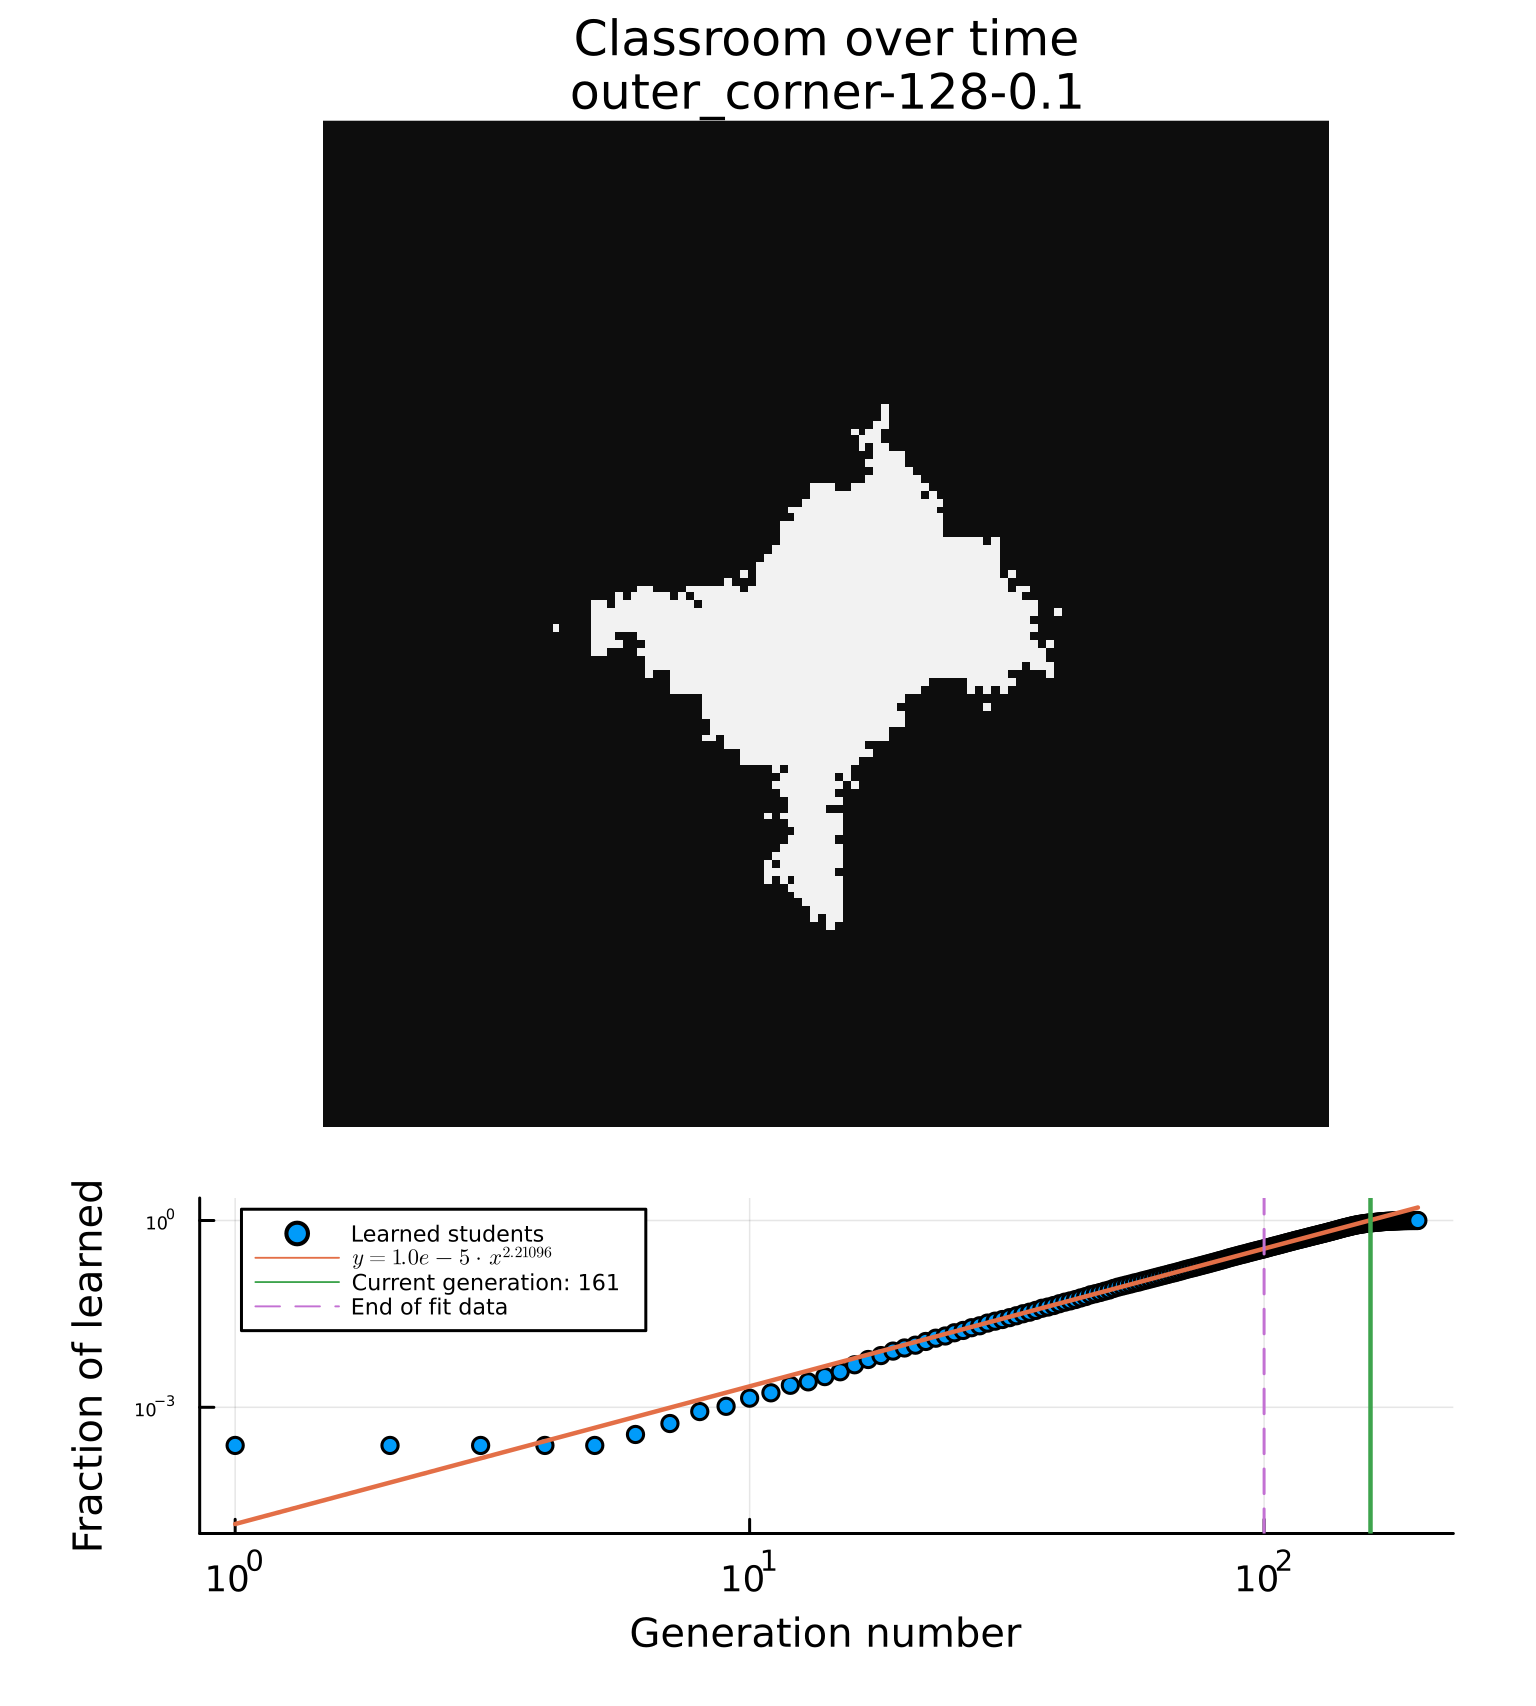 Classroom over time
outer_corner-128-0.1
Fraction of learned
10^0
10^-3
Learned students
y = 1.0e - 5 · x^2.21096
Current generation: 161
End of fit data
10^0
10^1
10^2
Generation number